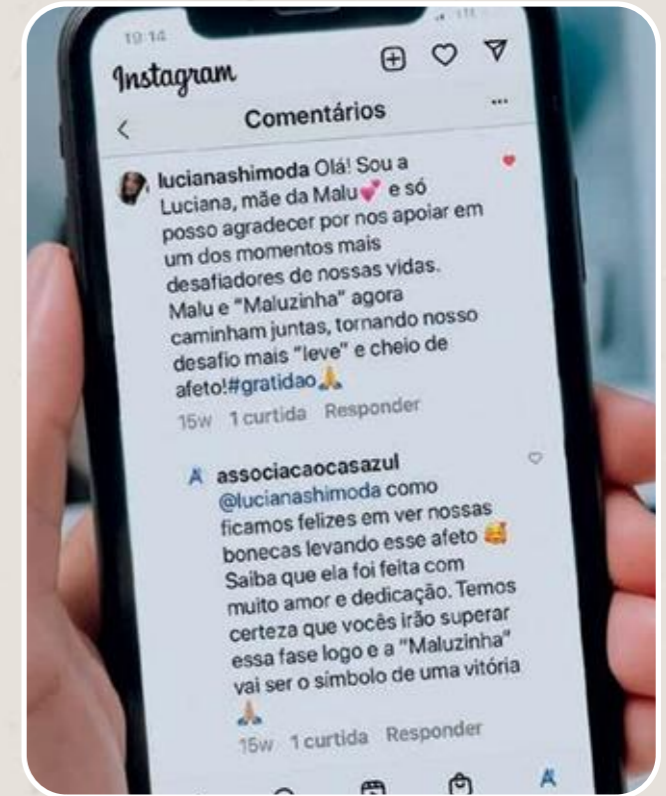 19:14
Instagram
Comentários
lucianashimoda Olá! Sou a
Luciana, mãe da Malu💕 e só
posso agradecer por nos apoiar em
um dos momentos mais
desafiadores de nossas vidas.
Malu e “Maluzinha” agora
caminham juntas, tornando nosso
desafio mais “leve” e cheio de
afeto!#gratidao🙏
15w 1 curtida Responder
associacaocasazul
@lucianashimoda como
ficamos felizes em ver nossas
bonecas levando esse afeto 🥰
Saiba que ela foi feita com
muito amor e dedicação. Temos
certeza que vocês irão superar
essa fase logo e a “Maluzinha”
vai ser o símbolo de uma vitória
🙏
15w 1 curtida Responder